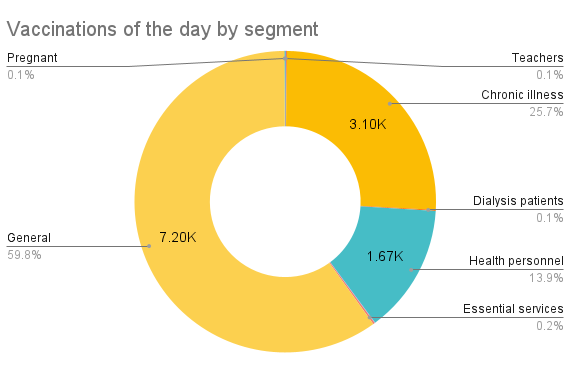 Vaccinations of the day by segment
Pregnant
0.1%
Teachers
0.1%
Chronic illness
25.7%
3.10K
Dialysis patients
0.1%
General
59.8%
7.20K
1.67K
Health personnel
13.9%
Essential services
0.2%